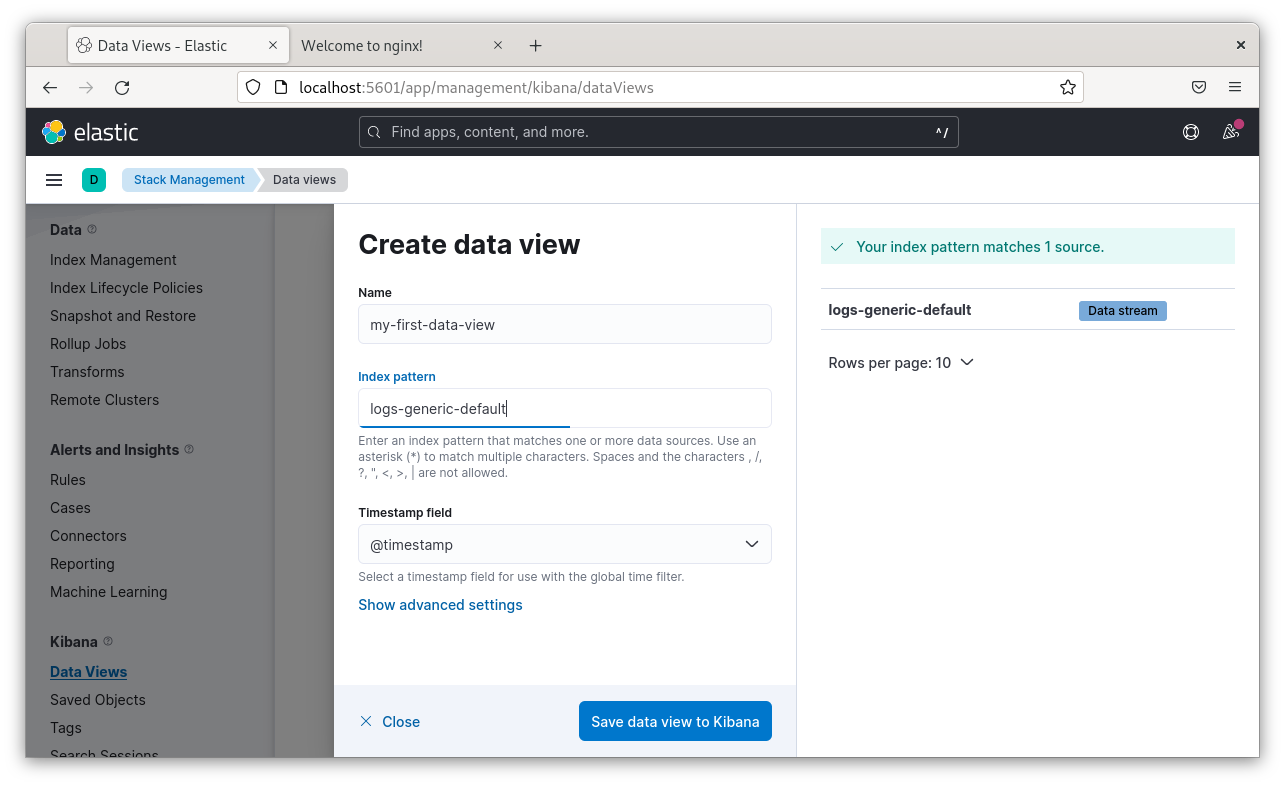 Data Views - Elastic
Welcome to nginx!
localhost:5601/app/management/kibana/dataViews
elastic
Find apps, content, and more.
^/
D
Stack Management
Data views
Data
Index Management
Index Lifecycle Policies
Snapshot and Restore
Rollup Jobs
Transforms
Remote Clusters
Alerts and Insights
Rules
Cases
Connectors
Reporting
Machine Learning
Kibana
Data Views
Saved Objects
Tags
Search Sessions
Create data view
Name
my-first-data-view
Index pattern
logs-generic-default
Enter an index pattern that matches one or more data sources. Use an
asterisk (*) to match multiple characters. Spaces and the characters , /,
?, ", <, >, | are not allowed.
Timestamp field
@timestamp
Select a timestamp field for use with the global time filter.
Show advanced settings
Close
Save data view to Kibana
Your index pattern matches 1 source.
logs-generic-default
Data stream
Rows per page: 10